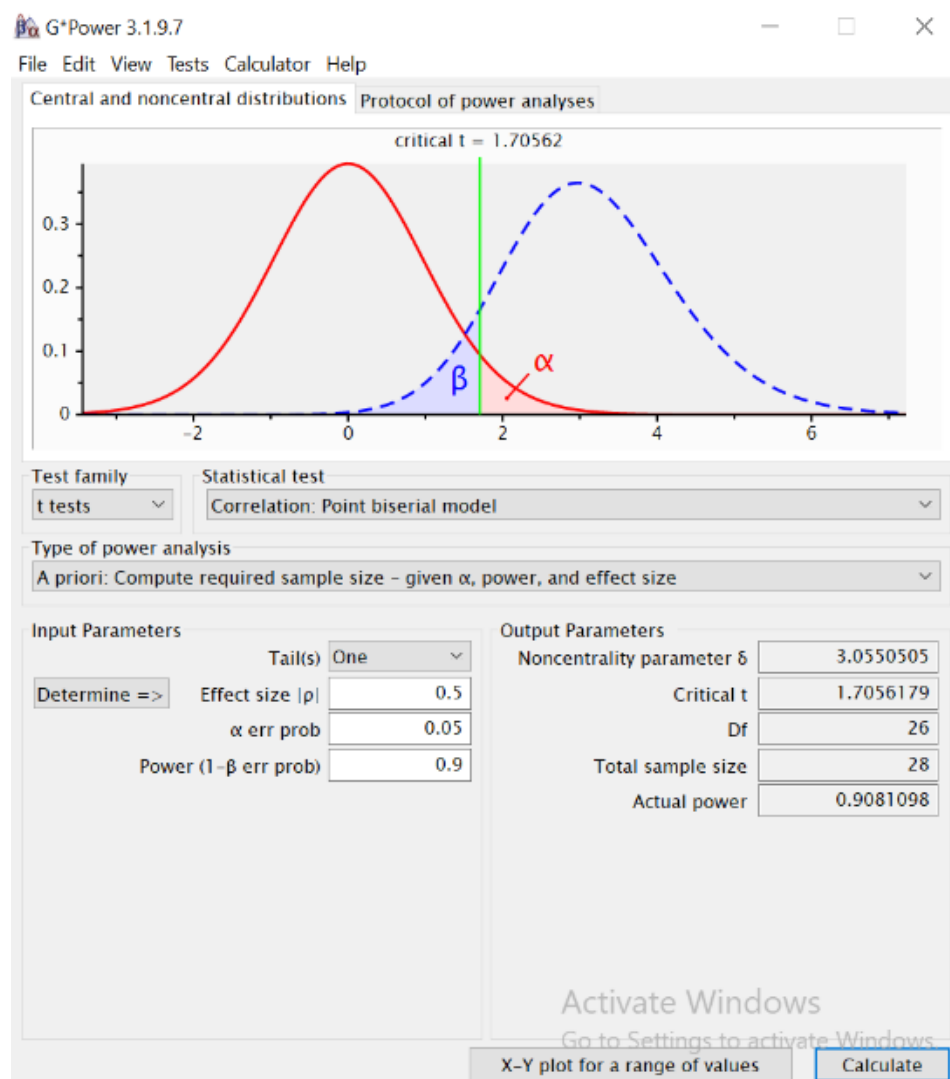 G*Power 3.1.9.7
File Edit View Tests Calculator Help
Central and noncentral distributions Protocol of power analyses
critical t = 1.70562
0.3
0.2
0.1
0
β
α
-2 0 2 4 6
Test family Statistical test
t tests Correlation: Point biserial model
Type of power analysis
A priori: Compute required sample size - given α, power, and effect size
Input Parameters Output Parameters
Tail(s) One Noncentrality parameter δ 3.0550505
Determine => Effect size |ρ| 0.5 Critical t 1.7056179
α err prob 0.05 Df 26
Power (1-β err prob) 0.9 Total sample size 28
Actual power 0.9081098
Activate Windows
Go to Settings to activate Windows.
X-Y plot for a range of values Calculate